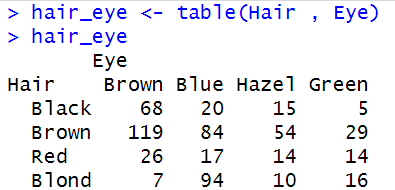 > hair_eye <- table(Hair , Eye)
> hair_eye
Eye
Hair Brown Blue Hazel Green
Black 68 20 15 5
Brown 119 84 54 29
Red 26 17 14 14
Blond 7 94 10 16